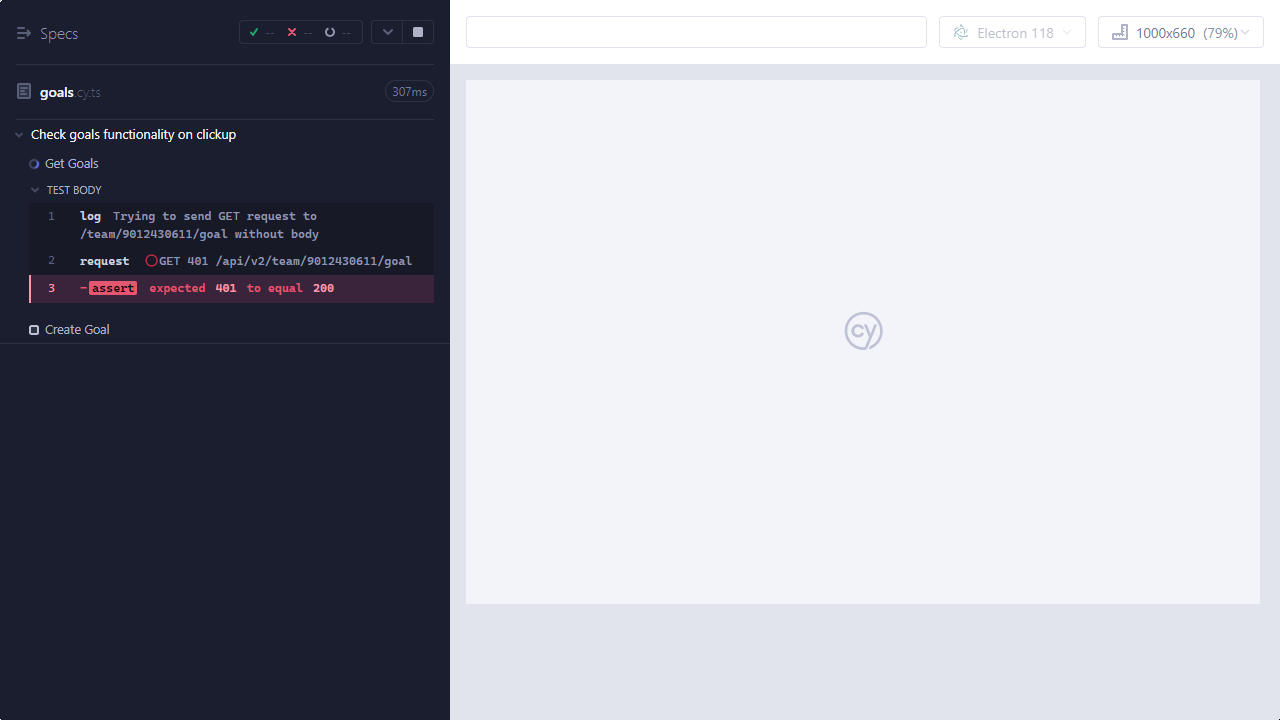 Specs
--
--
--
Electron 118
1000x660 (79%)
goals.cy.ts
307ms
Check goals functionality on clickup
Get Goals
TEST BODY
1 log Trying to send GET request to
/team/9012430611/goal without body
2 request GET 401 /api/v2/team/9012430611/goal
3 -assert expected 401 to equal 200
Create Goal
cy